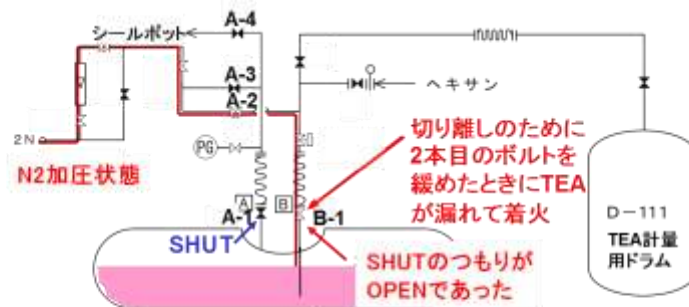 A-4
シールポット
A-3
A-2
ヘキサン
2N
PG
N2加圧状態
切り離しのために
2本目のボルトを
緩めたときにTEA
が漏れて着火
A
B
A-1
B-1
SHUT
SHUTのつもりが
OPENであった
D-111
TEA計量
用ドラム